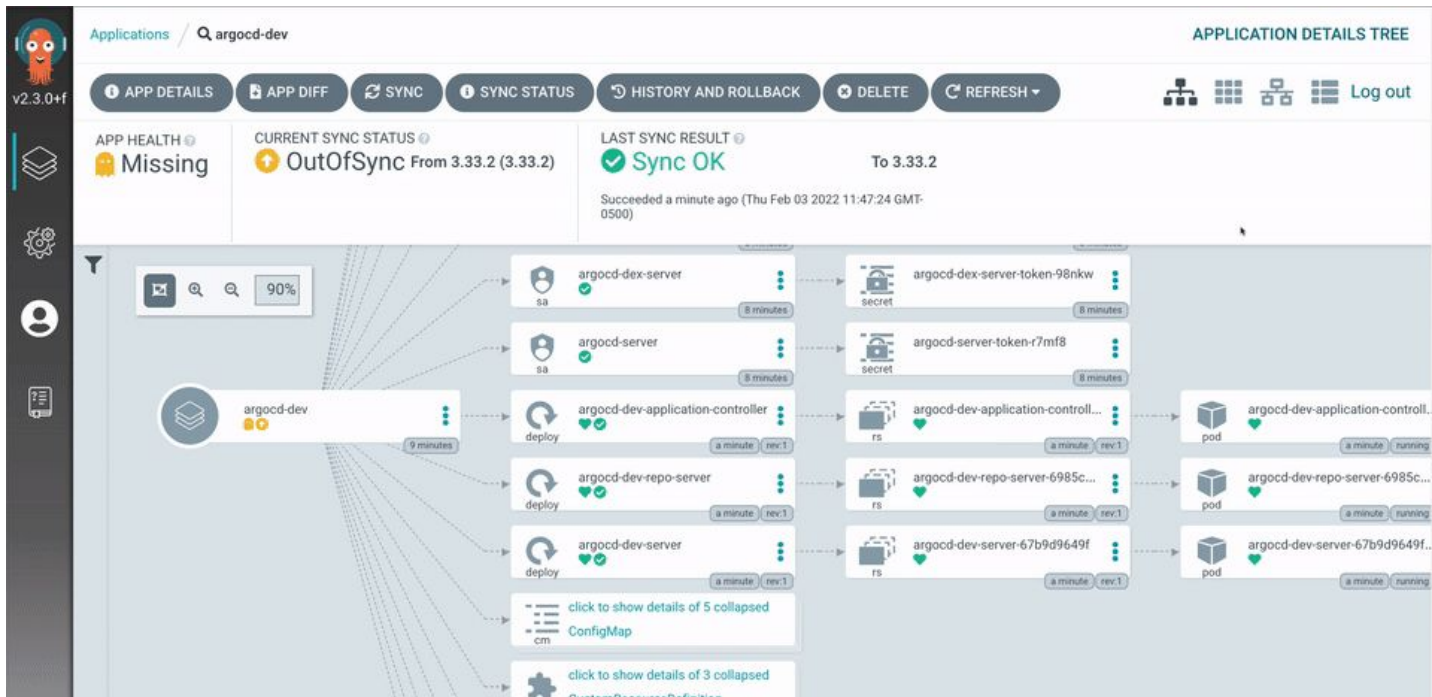 v2.3.0+f
Applications / argocd-dev
APPLICATION DETAILS TREE
APP DETAILS
APP DIFF
SYNC
SYNC STATUS
HISTORY AND ROLLBACK
DELETE
REFRESH
Log out
APP HEALTH
Missing
CURRENT SYNC STATUS
OutOfSync From 3.33.2 (3.33.2)
LAST SYNC RESULT
Sync OK
To 3.33.2
Succeeded a minute ago (Thu Feb 03 2022 11:47:24 GMT-
0500)
90%
argocd-dev
9 minutes
sa
argocd-dex-server
8 minutes
secret
argocd-dex-server-token-98nkw
8 minutes
sa
argocd-server
8 minutes
secret
argocd-server-token-r7mf8
8 minutes
deploy
argocd-dev-application-controller
a minute rev:1
rs
argocd-dev-application-controll...
a minute rev:1
pod
argocd-dev-application-controll..
a minute running
deploy
argocd-dev-repo-server
a minute rev:1
rs
argocd-dev-repo-server-6985c...
a minute rev:1
pod
argocd-dev-repo-server-6985c...
a minute running
deploy
argocd-dev-server
a minute rev:1
rs
argocd-dev-server-67b9d9649f
a minute rev:1
pod
argocd-dev-server-67b9d9649f..
a minute running
cm
click to show details of 5 collapsed
ConfigMap
click to show details of 3 collapsed